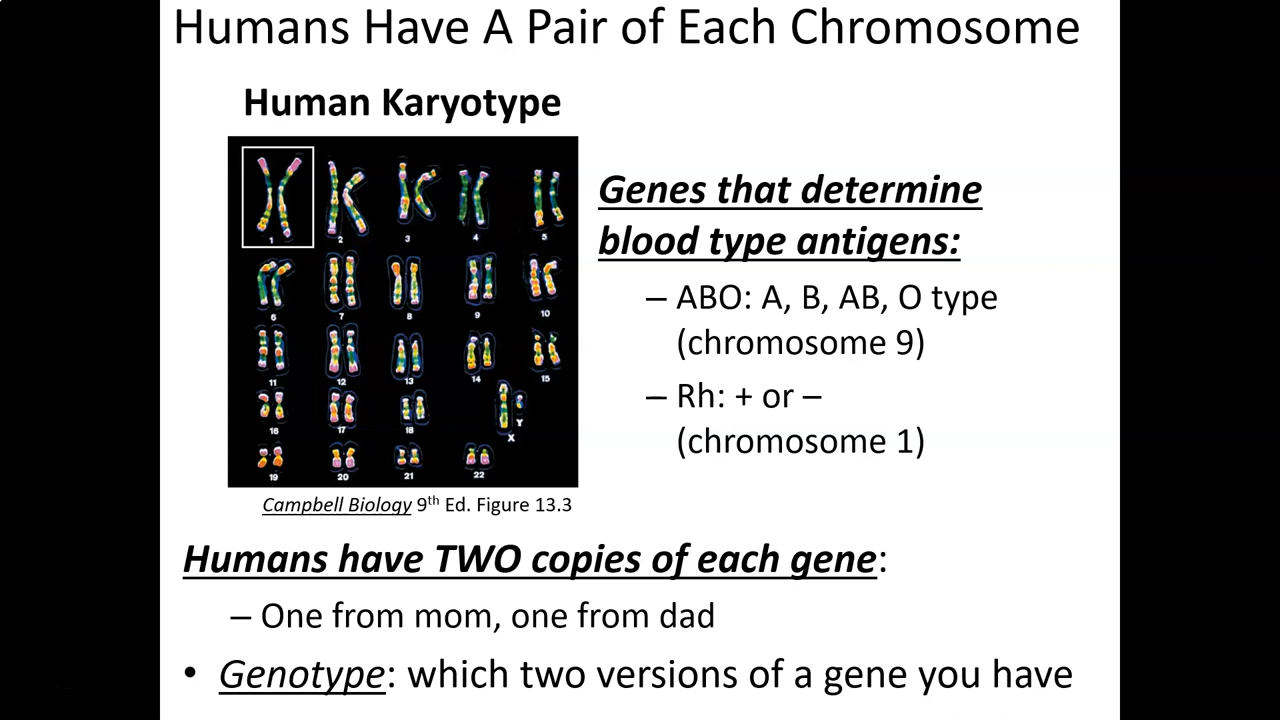 Humans Have A Pair of Each Chromosome
Human Karyotype
1 2 3 4 5
6 7 8 9 10
11 12 13 14 15
16 17 18 X Y
19 20 21 22
Campbell Biology 9th Ed. Figure 13.3
Genes that determine
blood type antigens:
– ABO: A, B, AB, O type
(chromosome 9)
– Rh: + or –
(chromosome 1)
Humans have TWO copies of each gene:
– One from mom, one from dad
• Genotype: which two versions of a gene you have